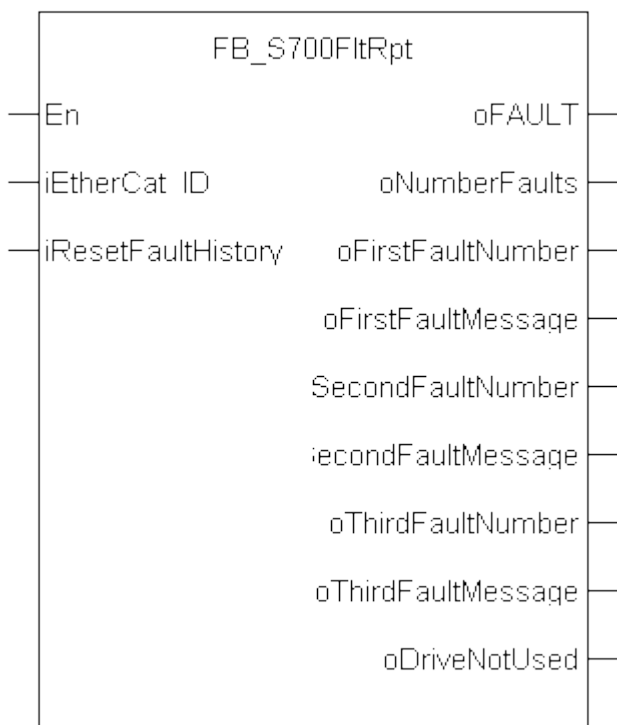 FB_S700FltRpt
En oFAULT
iEtherCat ID oNumberFaults
iResetFaultHistory oFirstFaultNumber
oFirstFaultMessage
SecondFaultNumber
econdFaultMessage
oThirdFaultNumber
oThirdFaultMessage
oDriveNotUsed